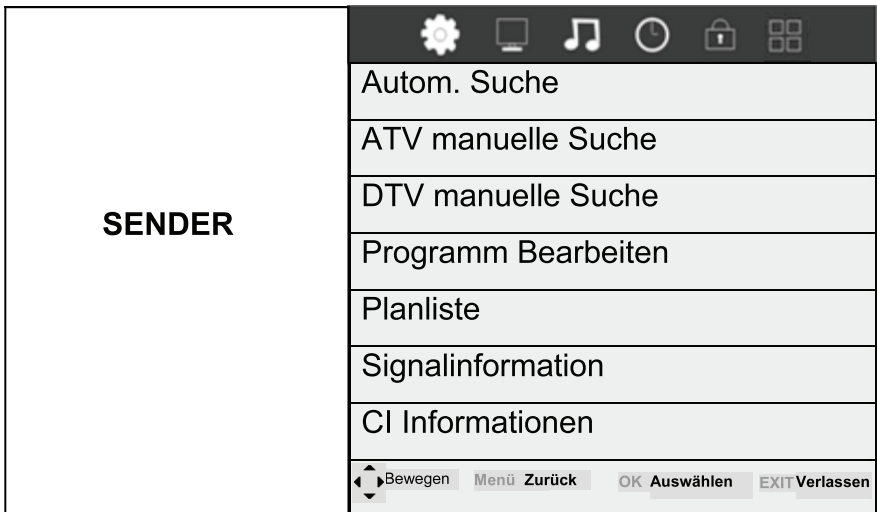 SENDER
Autom. Suche
ATV manuelle Suche
DTV manuelle Suche
Programm Bearbeiten
Planliste
Signalinformation
CI Informationen
Bewegen Menü Zurück OK Auswählen EXIT Verlassen